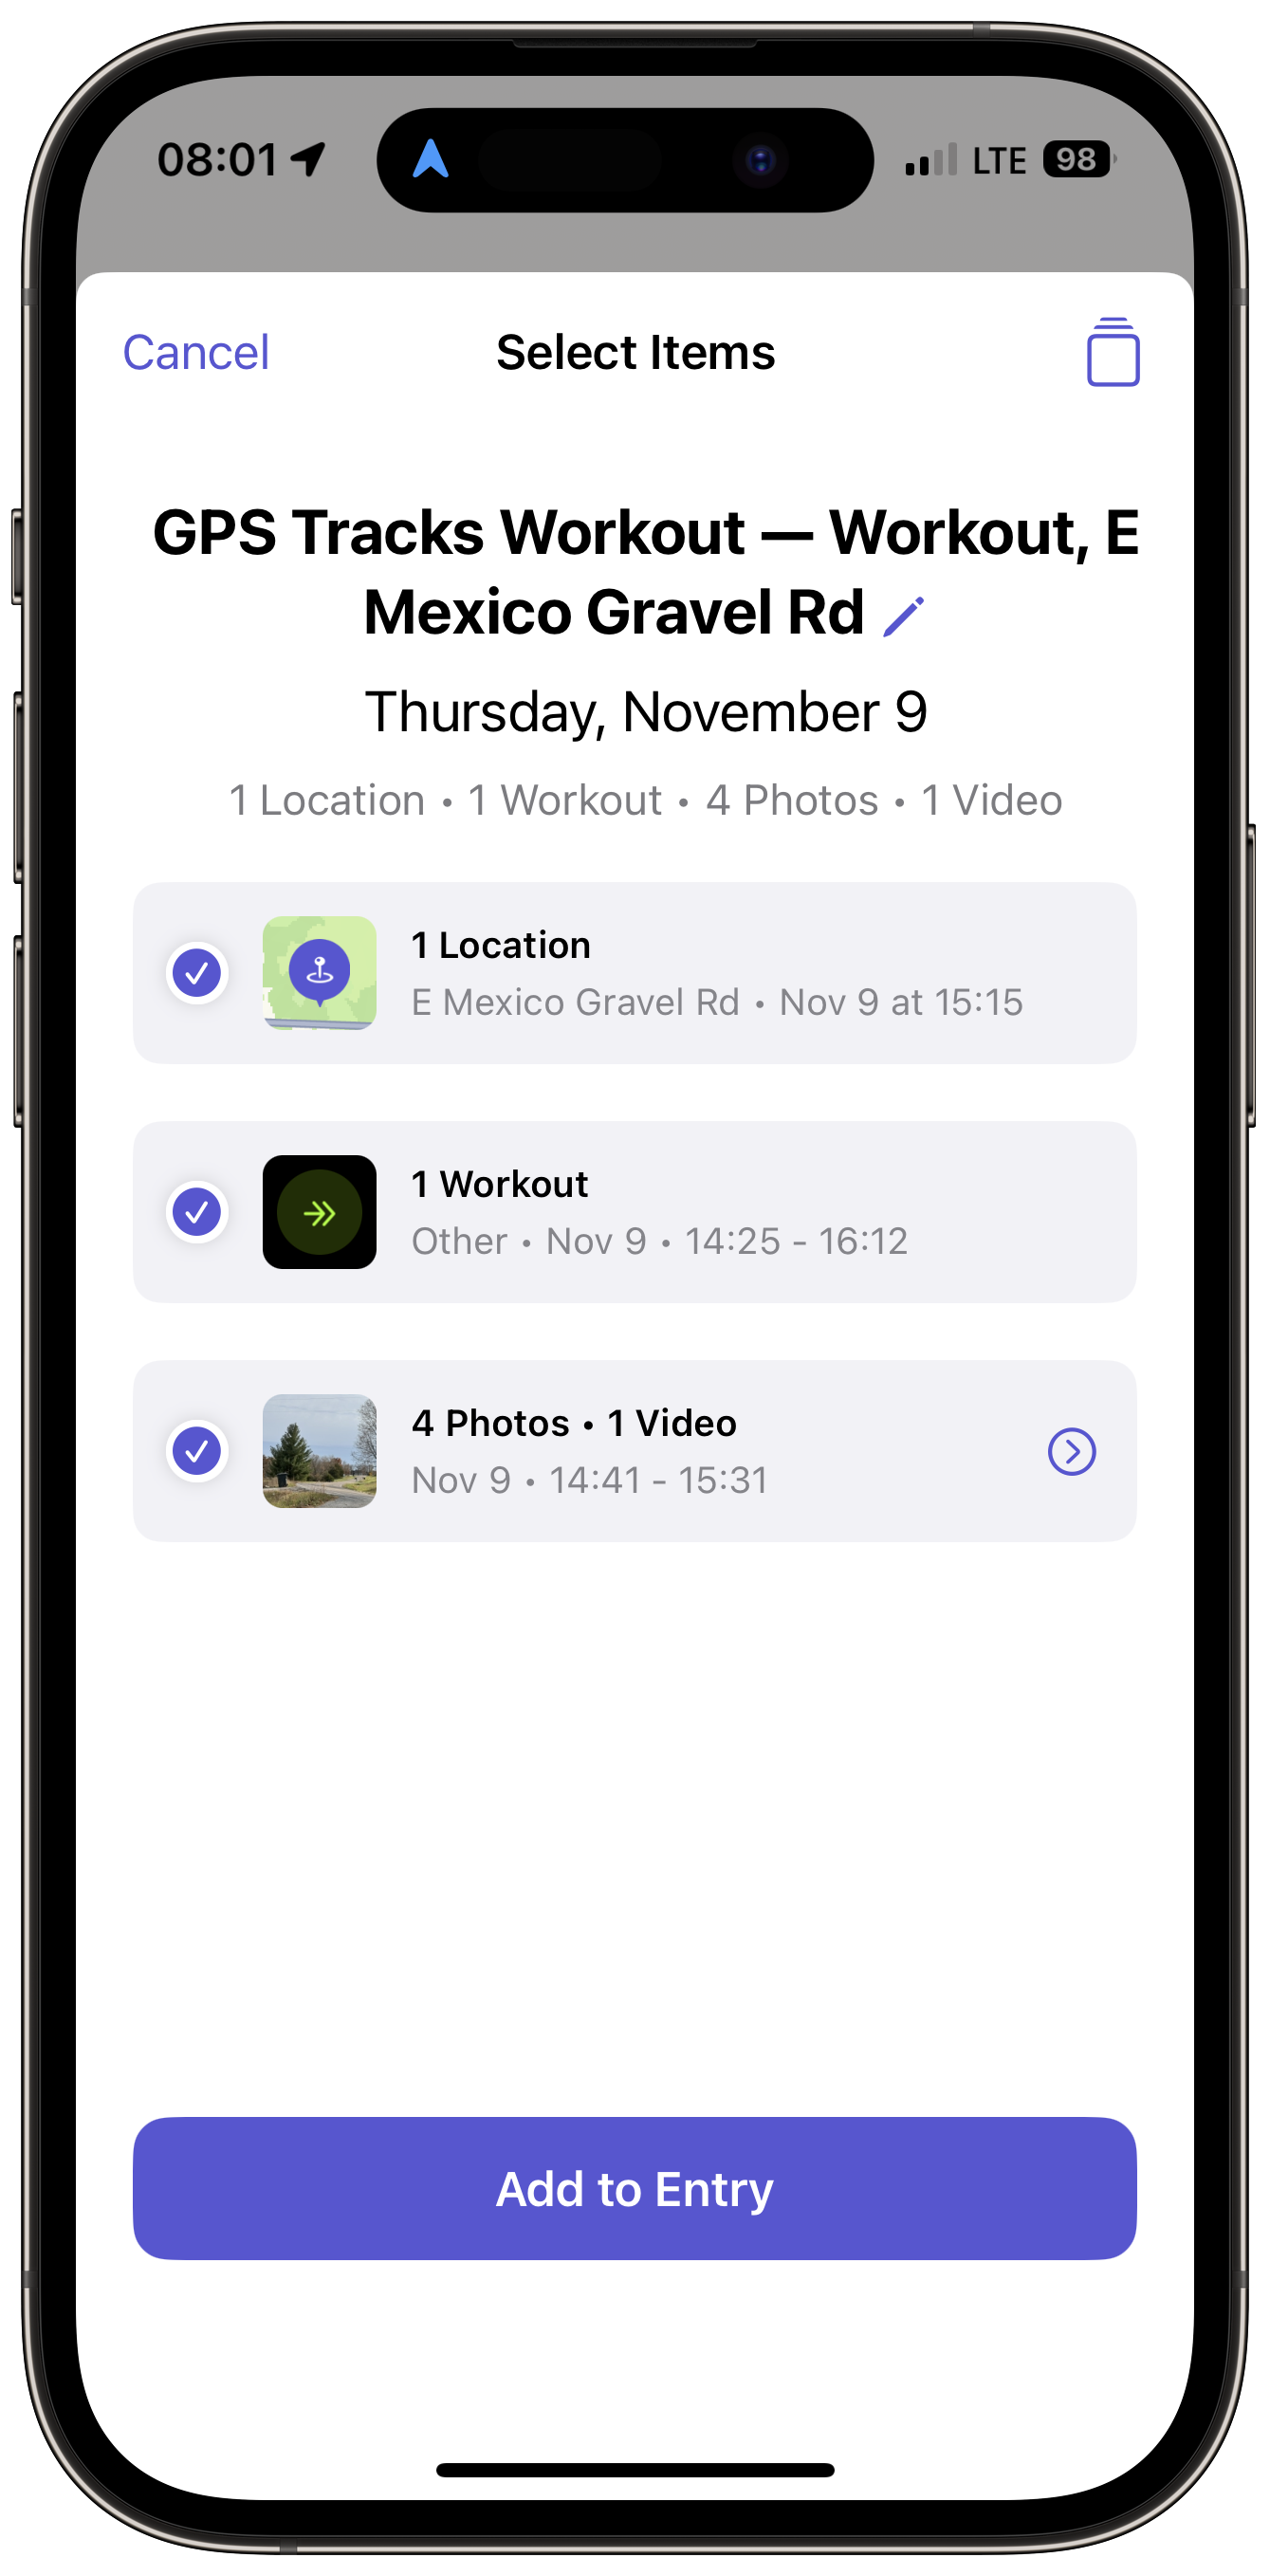 08:01 LTE 98
Cancel Select Items
GPS Tracks Workout — Workout, E
Mexico Gravel Rd
Thursday, November 9
1 Location • 1 Workout • 4 Photos • 1 Video
1 Location
E Mexico Gravel Rd • Nov 9 at 15:15
1 Workout
Other • Nov 9 • 14:25 - 16:12
4 Photos • 1 Video
Nov 9 • 14:41 - 15:31
Add to Entry